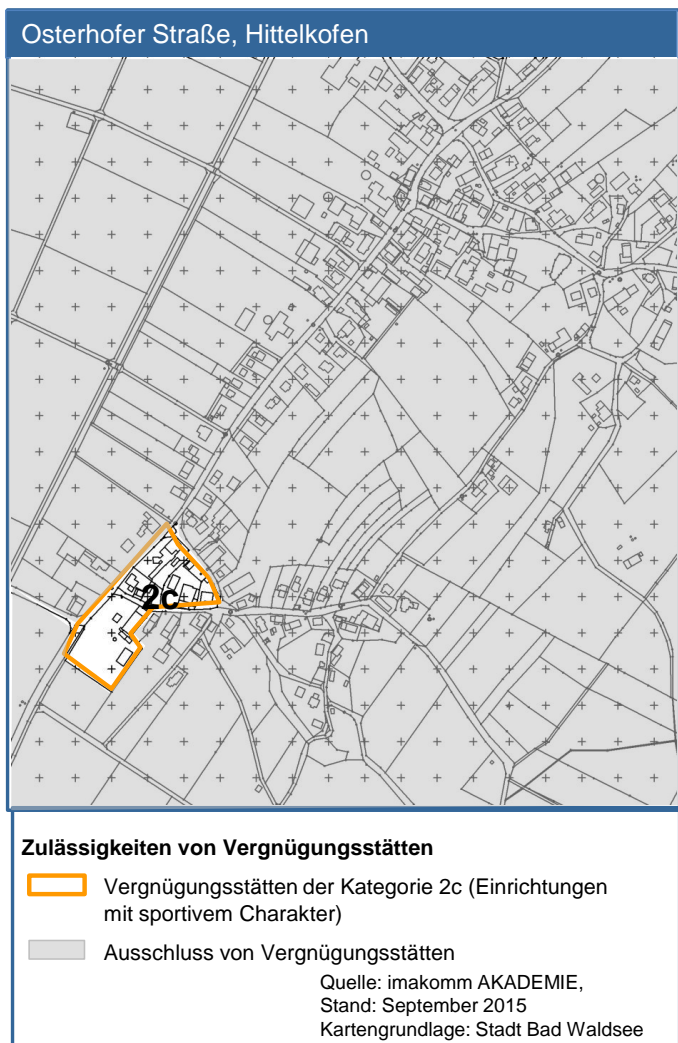 Osterhofer Straße, Hittelkofen
2c
Zulässigkeiten von Vergnügungsstätten
Vergnügungsstätten der Kategorie 2c (Einrichtungen
mit sportivem Charakter)
Ausschluss von Vergnügungsstätten
Quelle: imakomm AKADEMIE,
Stand: September 2015
Kartengrundlage: Stadt Bad Waldsee